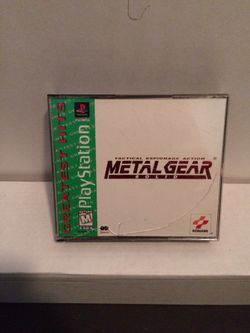 GREATEST HITS
PlayStation
TACTICAL ESPIONAGE ACTION
METAL GEAR
SOLID
M
KONAMI